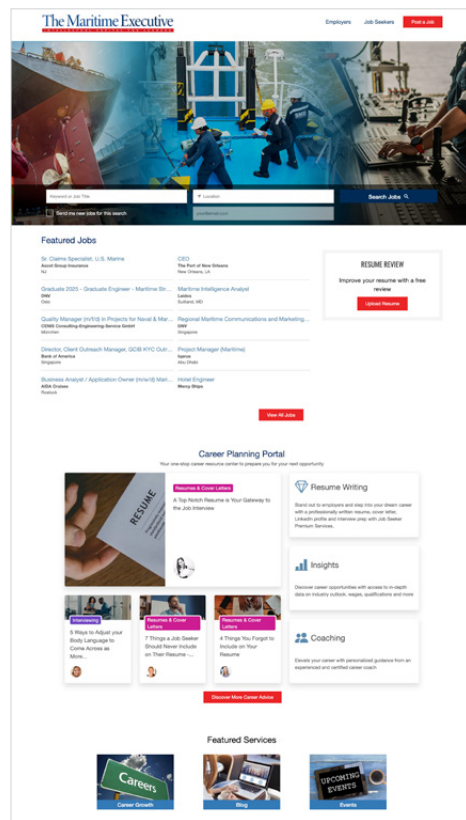 The Maritime Executive
INTELLECTUAL CAPITAL FOR LEADERS
Employers
Job Seekers
Post a Job
Keyword or Job Title
Location
Search Jobs
Send me new jobs for this search
you@email.com
Featured Jobs
Sr. Claims Specialist, U.S. Marine
Ascot Group Insurance
NJ
CEO
The Port of New Orleans
New Orleans, LA
Graduate 2025 - Graduate Engineer - Maritime Str...
DNV
Oslo
Maritime Intelligence Analyst
Leidos
Suitland, MD
Quality Manager (m/f/d) in Projects for Naval & Mar...
CEMS Consulting-Engineering-Service GmbH
München
Regional Maritime Communications and Marketing...
DNV
Singapore
Director, Client Outreach Manager, GCIB KYC Outr...
Bank of America
Singapore
Project Manager (Maritime)
Abu Dhabi
Business Analyst / Application Owner (m/w/d) Mari...
AIDA Cruises
Rostock
Hotel Engineer
Mercy Ships
View All Jobs
RESUME REVIEW
Improve your resume with a free
review
Upload Resume
Career Planning Portal
Your one-stop career resource center to prepare you for your next opportunity
RESUME
Resumes & Cover Letters
A Top Notch Resume is Your Gateway to
the Job Interview
Interviewing
5 Ways to Adjust your
Body Language to
Come Across as
More...
Resumes & Cover
Letters
7 Things a Job Seeker
Should Never Include
on Their Resume -...
Resumes & Cover
Letters
4 Things You Forgot to
Include on Your
Resume
Resume Writing
Stand out to employers and step into your dream career
with a professionally written resume, cover letter,
LinkedIn profile and interview prep with Job Seeker
Premium Services.
Insights
Discover career opportunities with access to in-depth
data on industry outlook, wages, qualifications and more
Coaching
Elevate your career with personalized guidance from an
experienced and certified career coach
Discover More Career Advice
Featured Services
Careers
Career Growth
Blog
UPCOMING
EVENTS
Events